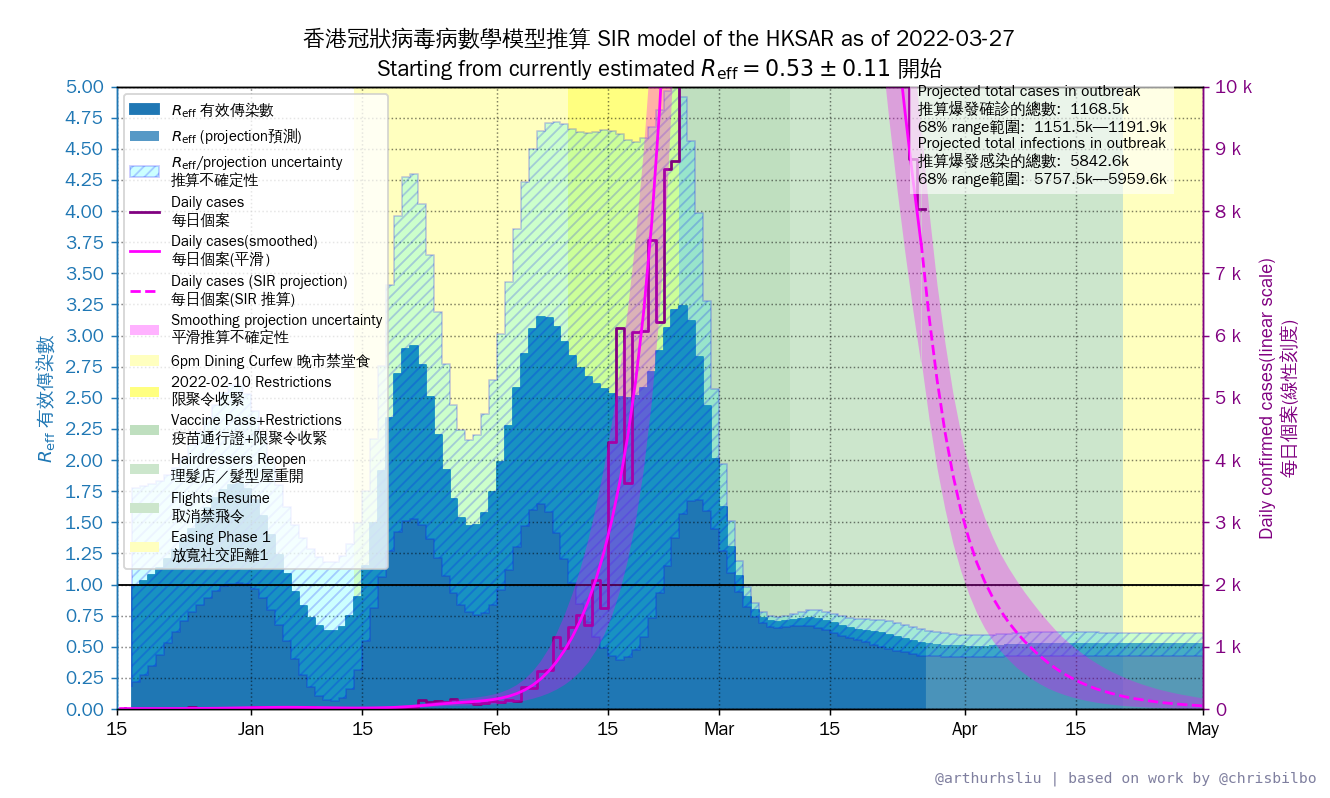 香港冠狀病毒病數學模型推算 SIR model of the HKSAR as of 2022-03-27
Starting from currently estimated Reff = 0.53 ± 0.11 開始
Reff 有效傳染數
5.00
4.75
4.50
4.25
4.00
3.75
3.50
3.25
3.00
2.75
2.50
2.25
2.00
1.75
1.50
1.25
1.00
0.75
0.50
0.25
0.00
Reff 有效傳染數
Reff (projection預測)
Reff/projection uncertainty
推算不確定性
Daily cases
每日個案
Daily cases(smoothed)
每日個案(平滑)
Daily cases (SIR projection)
每日個案(SIR 推算)
Smoothing projection uncertainty
平滑推算不確定性
6pm Dining Curfew 晚市禁堂食
2022-02-10 Restrictions
限聚令收緊
Vaccine Pass+Restrictions
疫苗通行證+限聚令收緊
Hairdressers Reopen
理髮店／髮型屋重開
Flights Resume
取消禁飛令
Easing Phase 1
放寬社交距離1
Projected total cases in outbreak
推算爆發確診的總數: 1168.5k
68% range範圍: 1151.5k—1191.9k
Projected total infections in outbreak
推算爆發感染的總數: 5842.6k
68% range範圍: 5757.5k—5959.6k
10 k
9 k
8 k
7 k
6 k
5 k
4 k
3 k
2 k
1 k
0
Daily confirmed cases(linear scale)
每日個案(線性刻度)
15 Jan 15 Feb 15 Mar 15 Apr 15 May
@arthurhsliu | based on work by @chrisbilbo